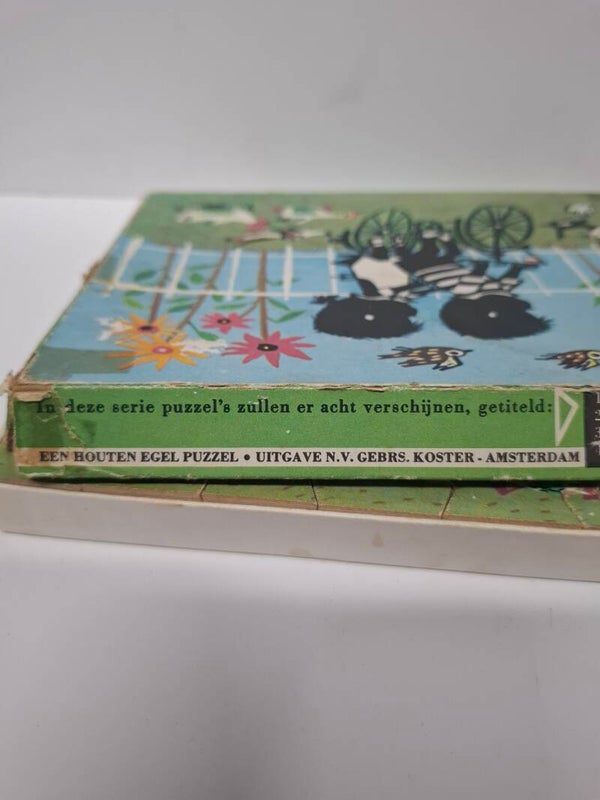 In deze serie puzzel's zullen er acht verschijnen, getiteld:
EEN HOUTEN EGEL PUZZEL • UITGAVE N.V. GEBRS. KOSTER - AMSTERDAM